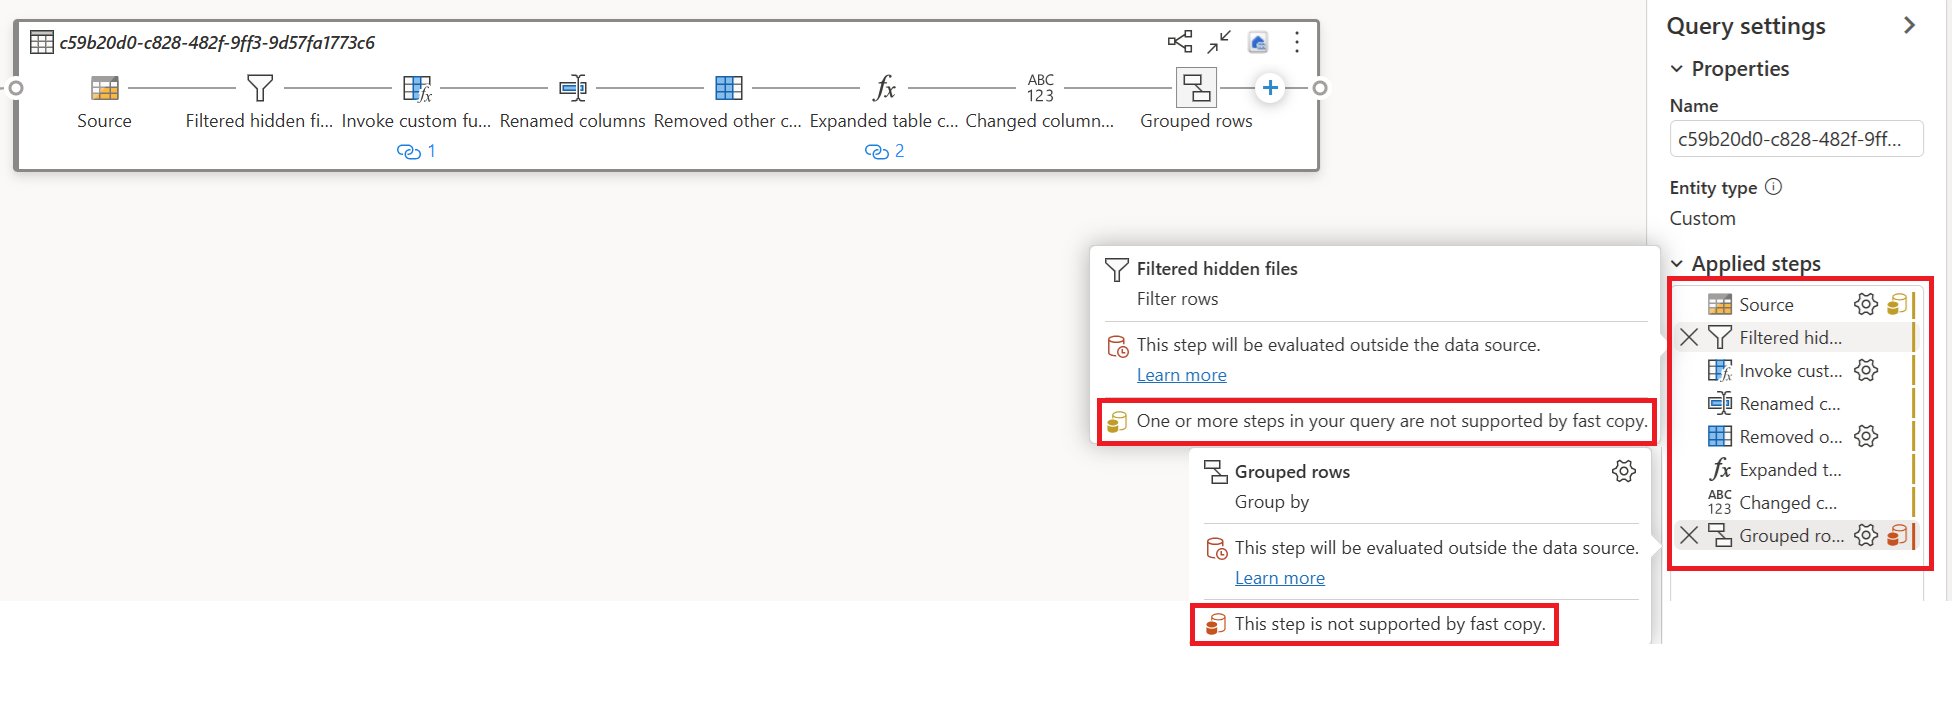 c59b20d0-c828-482f-9ff3-9d57fa1773c6
Source
Filtered hidden fi...
Invoke custom fu...
Renamed columns
Removed other c...
fx
Expanded table c...
ABC
123
Changed column...
Grouped rows
1
2
Query settings
Properties
Name
c59b20d0-c828-482f-9ff...
Entity type
Custom
Applied steps
Source
Filtered hid...
Invoke cust...
Renamed c...
Removed o...
fx Expanded t...
ABC
123
Changed c...
Grouped ro...
Filtered hidden files
Filter rows
This step will be evaluated outside the data source.
Learn more
One or more steps in your query are not supported by fast copy.
Grouped rows
Group by
This step will be evaluated outside the data source.
Learn more
This step is not supported by fast copy.